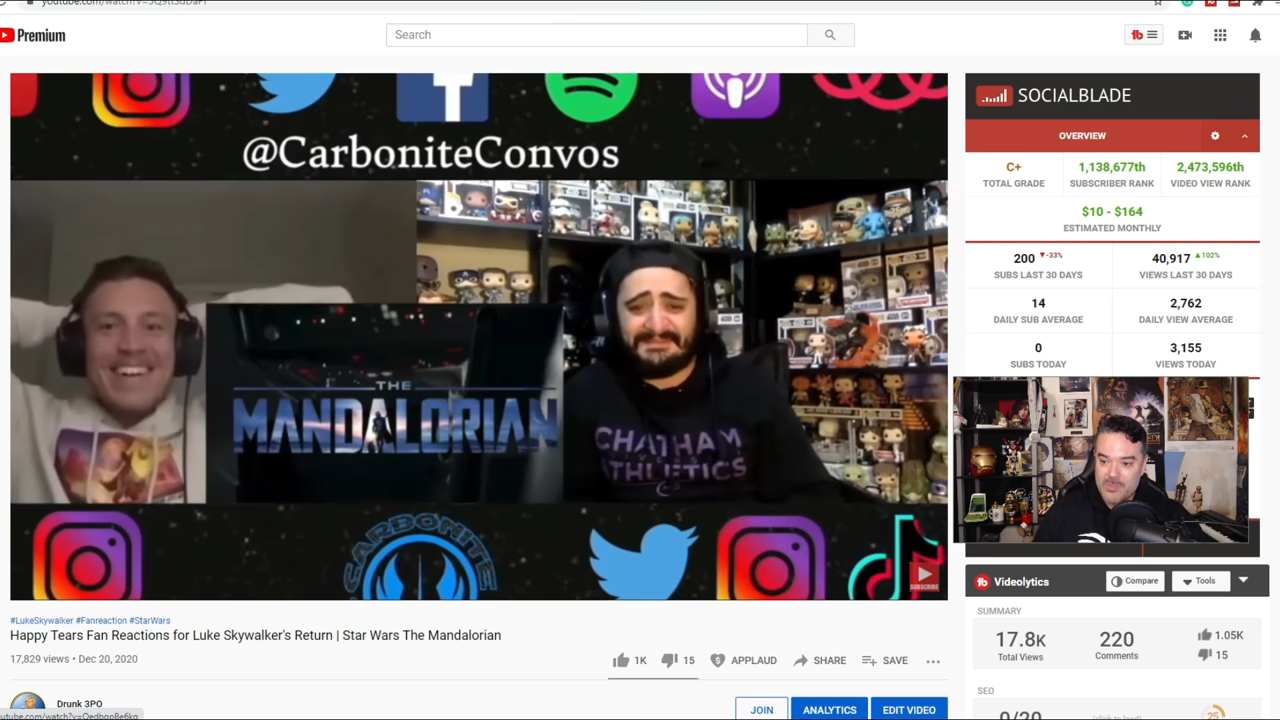 Premium
Search
@CarboniteConvos
THE
MANDALORIAN
CHATHAM
ATHLETICS
CARBONITE
SUBSCRIBE
#LukeSkywalker #Fanreaction #StarWars
Happy Tears Fan Reactions for Luke Skywalker's Return | Star Wars The Mandalorian
17,829 views • Dec 20, 2020
1K
15
APPLAUD
SHARE
SAVE
Drunk 3PO
JOIN
ANALYTICS
EDIT VIDEO
SOCIALBLADE
OVERVIEW
C+
TOTAL GRADE
1,138,677th
SUBSCRIBER RANK
2,473,596th
VIDEO VIEW RANK
$10 - $164
ESTIMATED MONTHLY
200 ▼-33%
SUBS LAST 30 DAYS
40,917 ▲102%
VIEWS LAST 30 DAYS
14
DAILY SUB AVERAGE
2,762
DAILY VIEW AVERAGE
0
SUBS TODAY
3,155
VIEWS TODAY
Videolytics
Compare
Tools
SUMMARY
17.8K
Total Views
220
Comments
1.05K
15
SEO